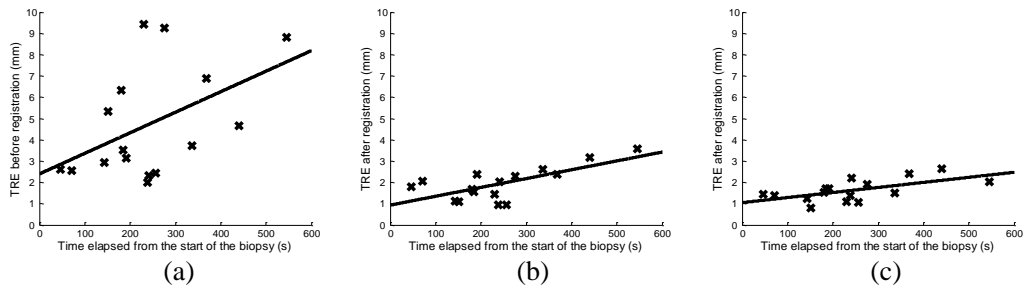 TRE before registration (mm)
10
9
8
7
6
5
4
3
2
1
0
0 100 200 300 400 500 600
Time elapsed from the start of the biopsy (s)
(a)
TRE after registration (mm)
10
9
8
7
6
5
4
3
2
1
0
0 100 200 300 400 500 600
Time elapsed from the start of the biopsy (s)
(b)
TRE after registration (mm)
10
9
8
7
6
5
4
3
2
1
0
0 100 200 300 400 500 600
Time elapsed from the start of the biopsy (s)
(c)